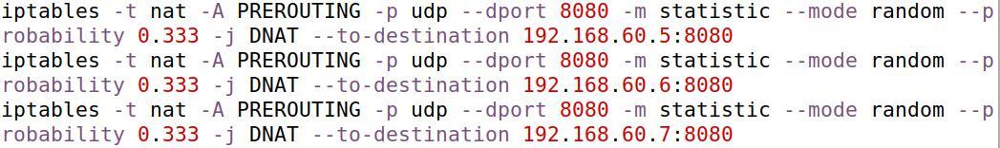 iptables -t nat -A PREROUTING -p udp --dport 8080 -m statistic --mode random --p
robability 0.333 -j DNAT --to-destination 192.168.60.5:8080
iptables -t nat -A PREROUTING -p udp --dport 8080 -m statistic --mode random --p
robability 0.333 -j DNAT --to-destination 192.168.60.6:8080
iptables -t nat -A PREROUTING -p udp --dport 8080 -m statistic --mode random --p
robability 0.333 -j DNAT --to-destination 192.168.60.7:8080